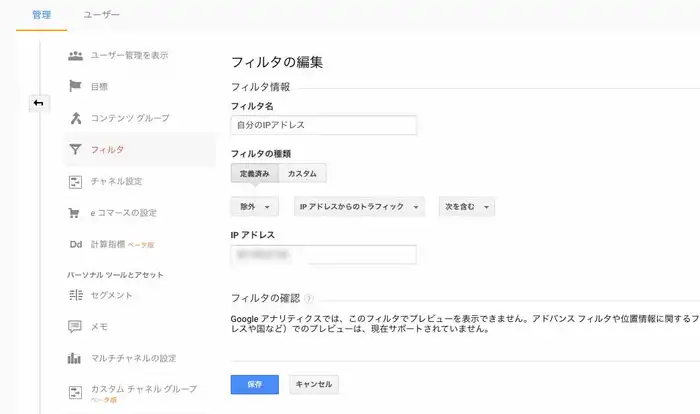 管理 ユーザー
ユーザー管理を表示
目標
コンテンツ グループ
フィルタ
チャネル設定
e コマースの設定
Dd 計算指標 ベータ版
パーソナル ツールとアセット
セグメント
メモ
マルチチャネルの設定
カスタム チャネル グループ
ベータ版
フィルタの編集
フィルタ情報
フィルタ名
自分のIPアドレス
フィルタの種類
定義済み カスタム
除外 IP アドレスからのトラフィック 次を含む
IP アドレス
フィルタの確認 ?
Google アナリティクスでは、このフィルタでプレビューを表示できません。アドバンス フィルタや位置情報に関するフ
レスや国など）でのプレビューは、現在サポートされていません。
保存 キャンセル